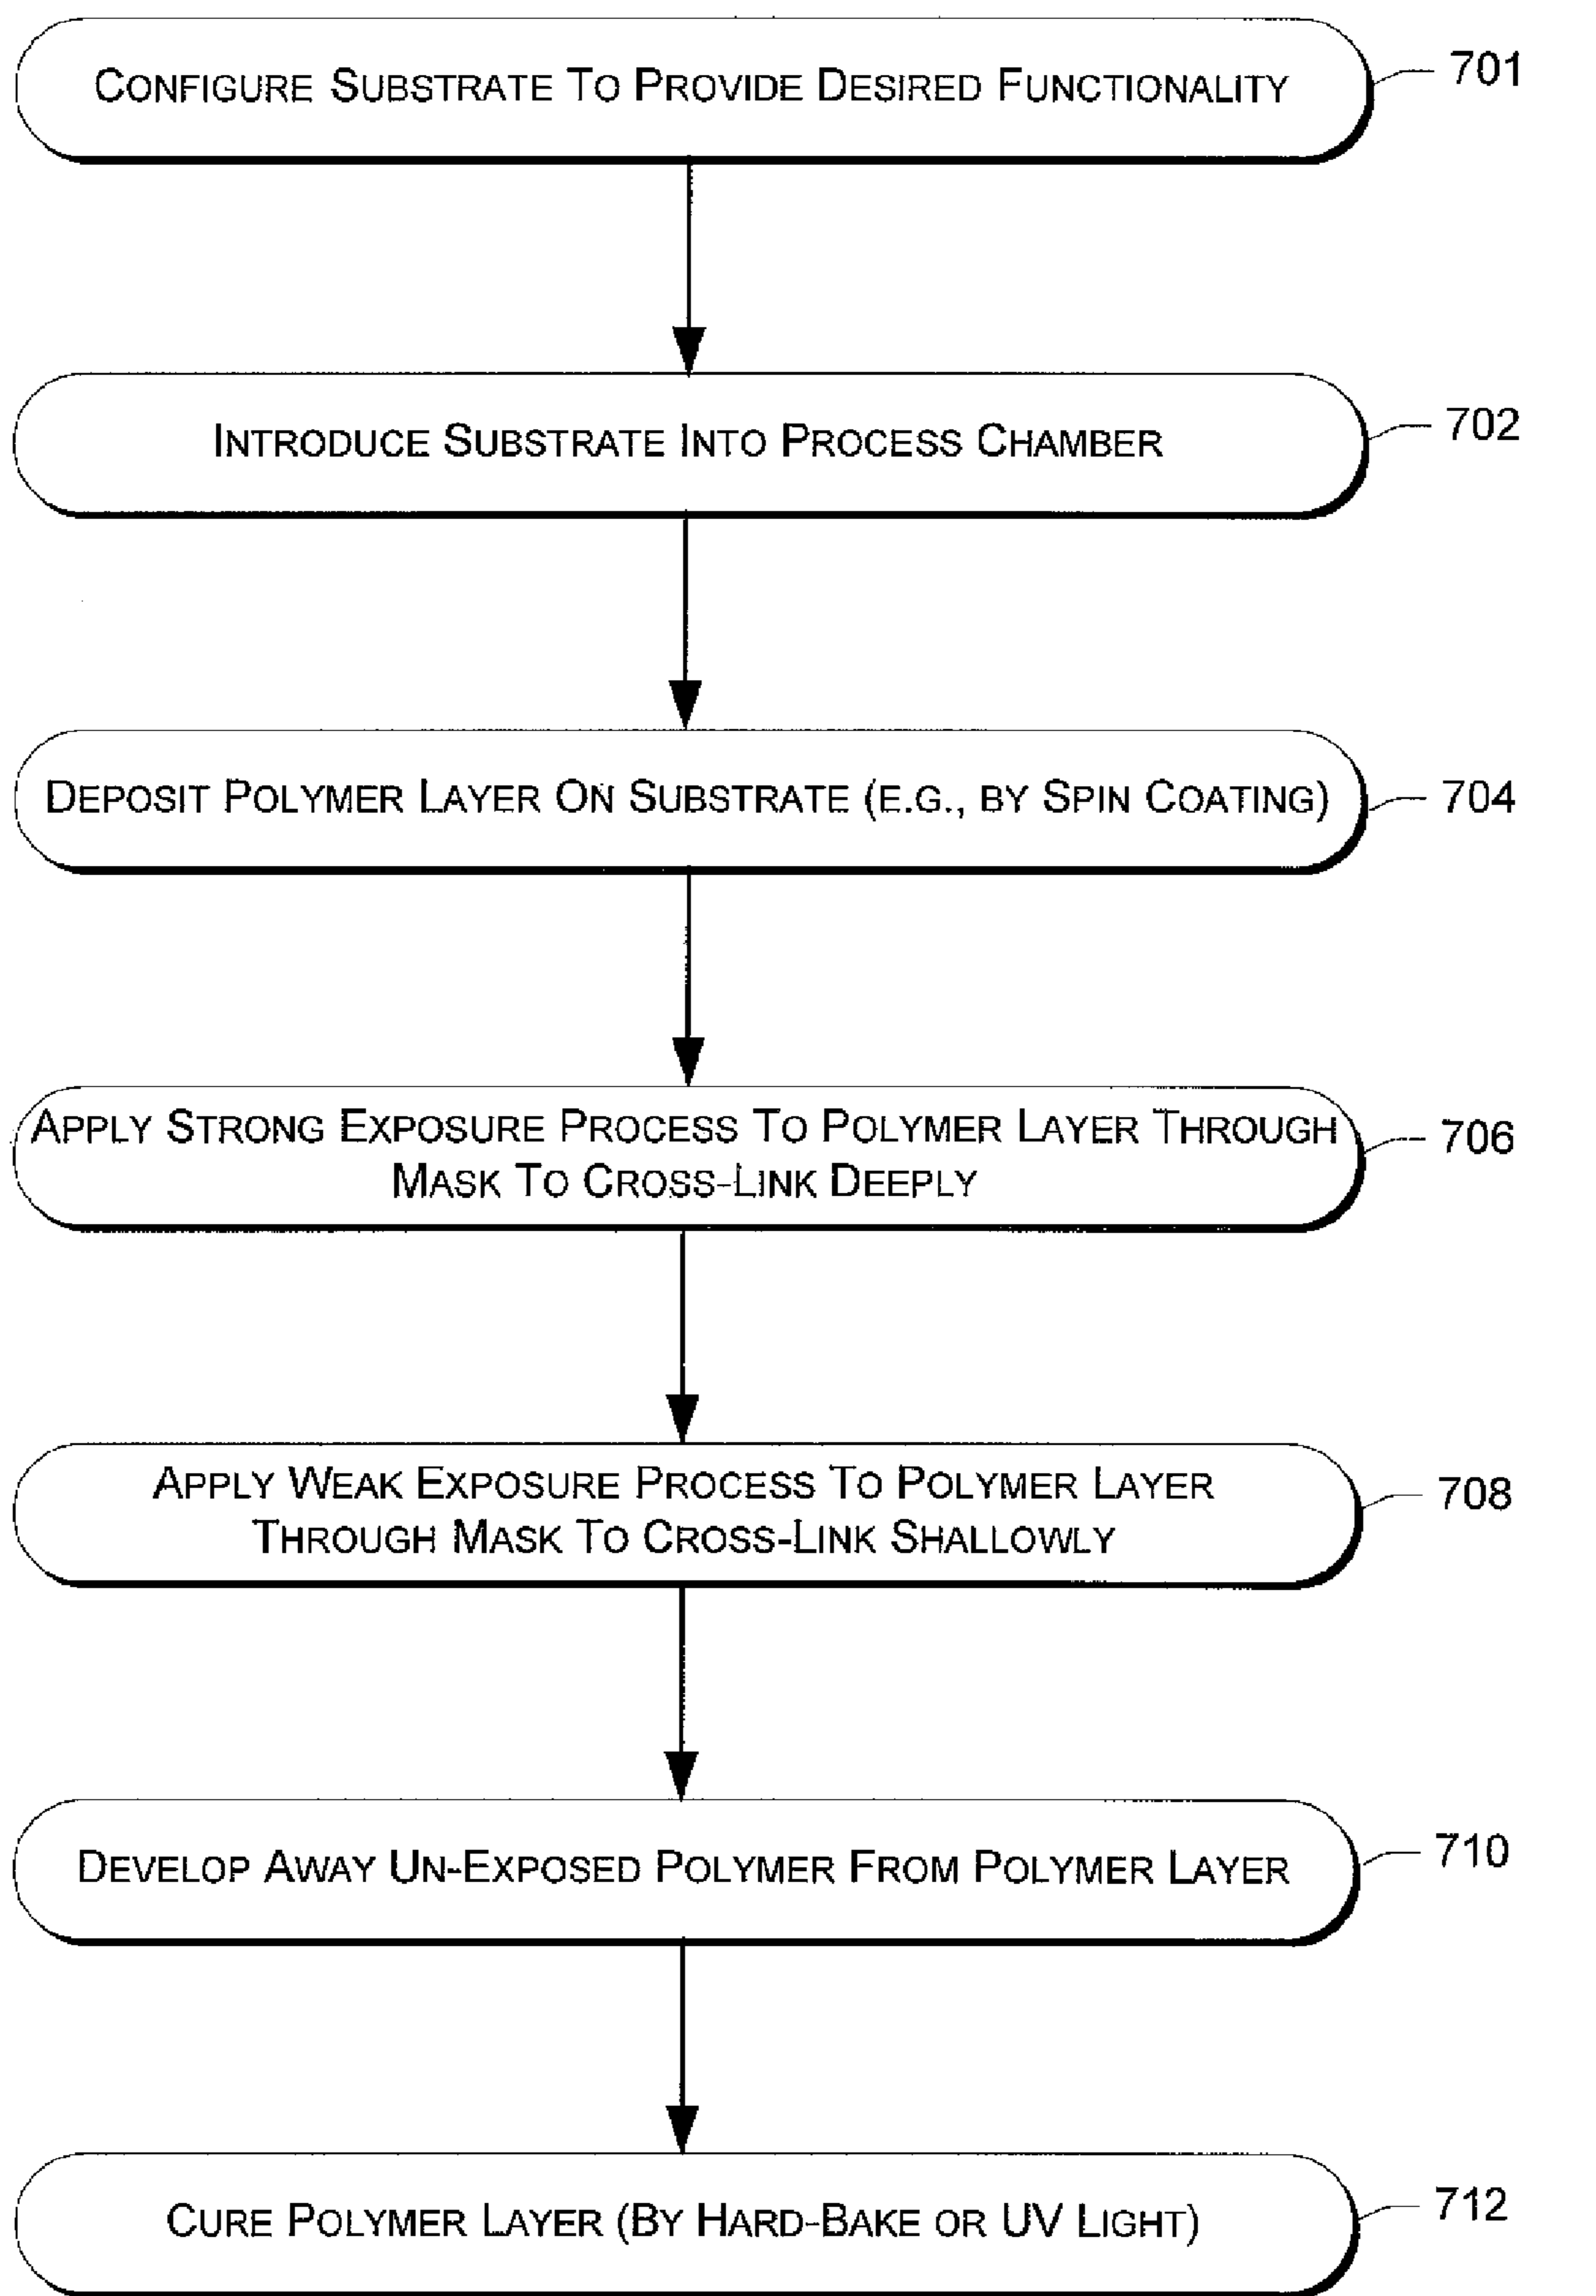 CONFIGURE SUBSTRATE TO PROVIDE DESIRED FUNCTIONALITY
701
INTRODUCE SUBSTRATE INTO PROCESS CHAMBER
702
DEPOSIT POLYMER LAYER ON SUBSTRATE (E.G., BY SPIN COATING)
704
APPLY STRONG EXPOSURE PROCESS TO POLYMER LAYER THROUGH
MASK TO CROSS-LINK DEEPLY
706
APPLY WEAK EXPOSURE PROCESS TO POLYMER LAYER
THROUGH MASK TO CROSS-LINK SHALLOWLY
708
DEVELOP AWAY UN-EXPOSED POLYMER FROM POLYMER LAYER
710
CURE POLYMER LAYER (BY HARD-BAKE OR UV LIGHT)
712